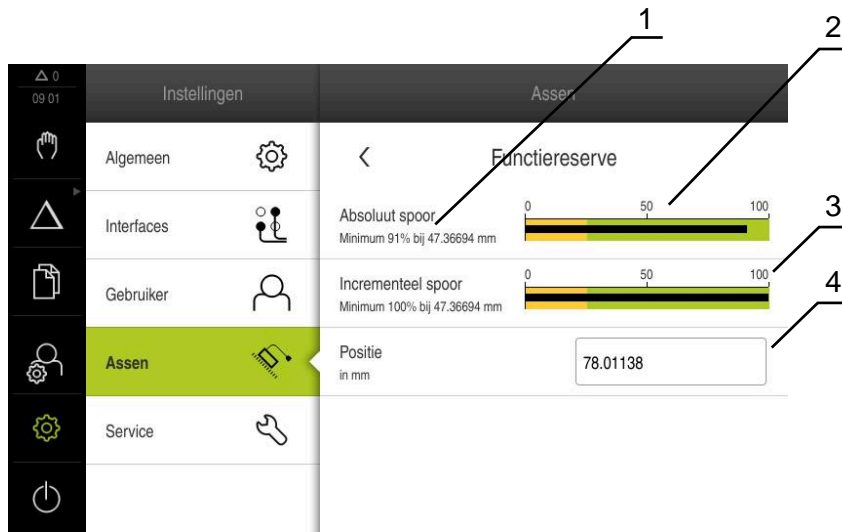 1
2
0
09 01
Instellingen
Assen
Algemeen
Functiereserve
Absoluut spoor
Minimum 91% bij 47.36694 mm
0 50 100
3
Interfaces
Incrementeel spoor
Minimum 100% bij 47.36694 mm
0 50 100
4
Gebruiker
Positie
in mm
78.01138
Assen
Service